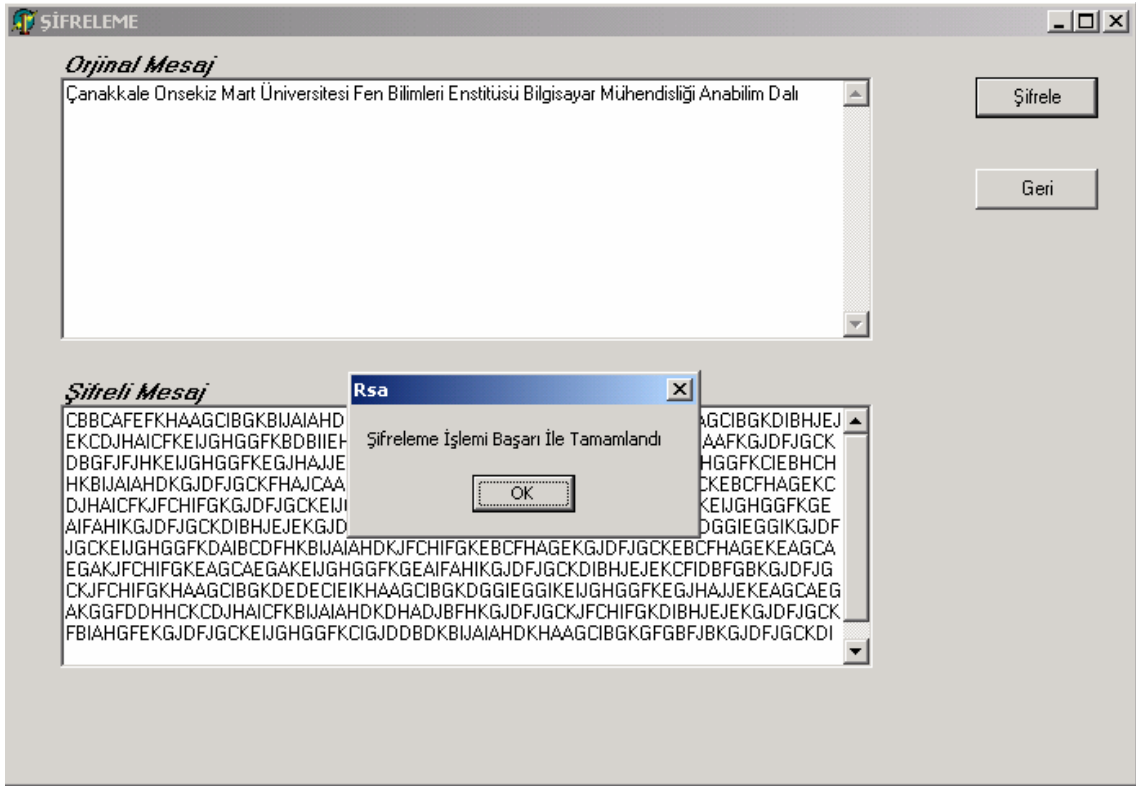 ŞİFRELEME
Orjinal Mesaj
Çanakkale Onsekiz Mart Üniversitesi Fen Bilimleri Enstitüsü Bilgisayar Mühendisliği Anabilim Dalı
Şifrele
Geri
Şifreli Mesaj
Rsa
Şifreleme İşlemi Başarı İle Tamamlandı
OK
CBBCAFEFKHAAGCIBGKBIJAIAHD AGCIBGKDIBHJEJ
EKCDJHAICFKEIJGHGGFKBDBIIEH AAFKGJDFJGCK
DBGFJFJHKEIJGHGGFKEGJHAJJE HGGFKCIEBHCH
HKBIJAIAHDKGJDFJGCKFHAJCAA CKEBCFHAGEKC
DJHAICFKJFCHIFGKGJDFJGCKEIJ KEIJGHGGFKGE
AIFAHIKGJDFJGCKDIBHJEJEKGJD DGGIEGGIKGJDF
JGCKEIJGHGGFKDAIBCDFHKBIJAIAHDKJFCHIFGKEBCFHAGEKGJDFJGCKEBCFHAGEKEAGCA
EGAKJFCHIFGKEAGCAEGAKEIJGHGGFKGEAIFAHIKGJDFJGCKDIBHJEJEKCFIDBFGBKGJDFJG
CKJFCHIFGKHAAGCIBGKDEDECIEIKHAAGCIBGKDGGIEGGIKEIJGHGGFKEGJHAJJEKEAGCAEG
AKGGFDDHHCKCDJHAICFKBIJAIAHDKDHADJBFHKGJDFJGCKJFCHIFGKDIBHJEJEKGJDFJGCK
FBIAHGFEKGJDFJGCKEIJGHGGFKCIGJDDBDKBIJAIAHDKHAAGCIBGKGFGBFJBKGJDFJGCKDI